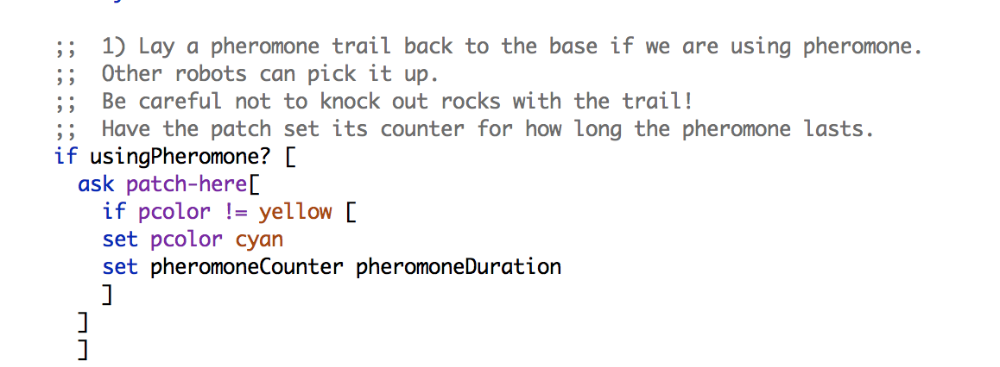 ;;  1) Lay a pheromone trail back to the base if we are using pheromone.
;;  Other robots can pick it up.
;;  Be careful not to knock out rocks with the trail!
;;  Have the patch set its counter for how long the pheromone lasts.
if usingPheromone? [
  ask patch-here[
    if pcolor != yellow [
    set pcolor cyan
    set pheromoneCounter pheromoneDuration
    ]
  ]
  ]